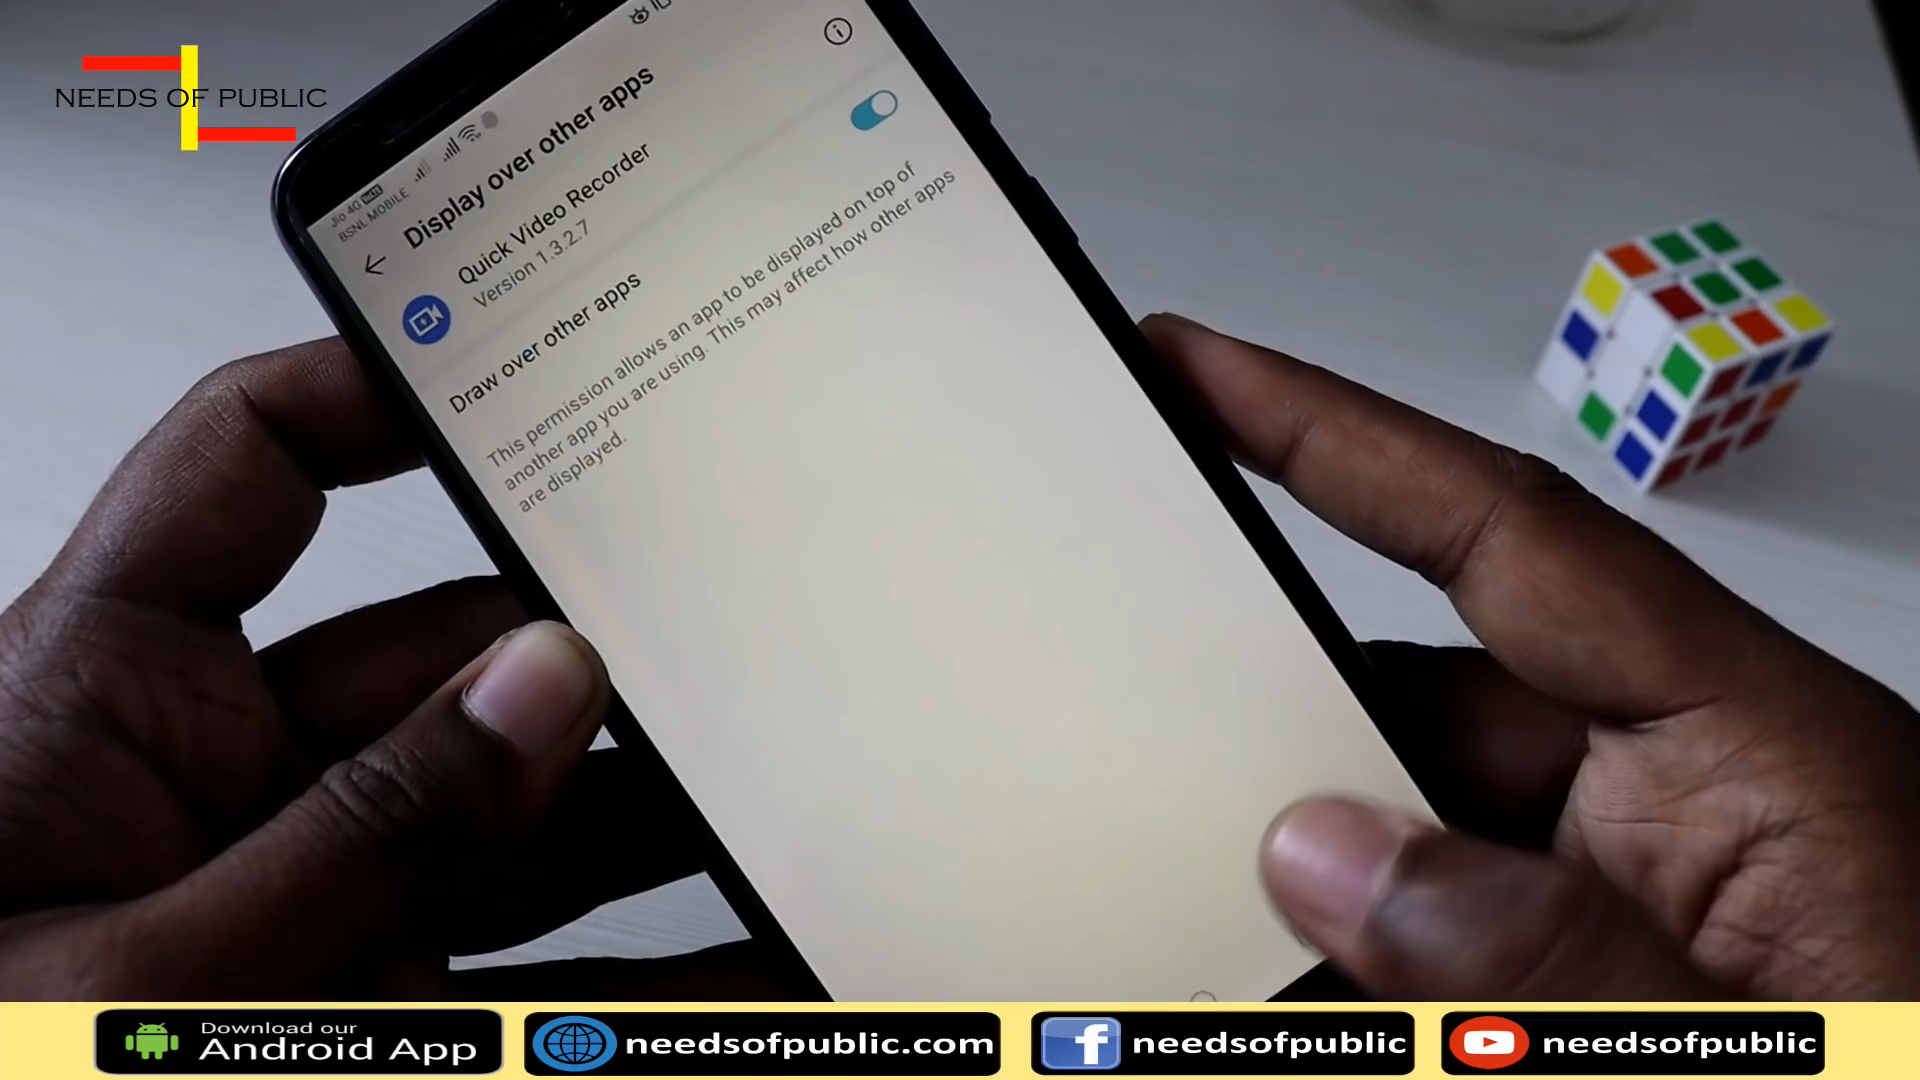 NEEDS OF PUBLIC
Jio 4G VoLTE
BSNL MOBILE
Display over other apps
Quick Video Recorder
Version 1.3.2.7
Draw over other apps
This permission allows an app to be displayed on top of
another app you are using. This may affect how other apps
are displayed.
Download our
Android App
needsofpublic.com
needsofpublic
needsofpublic